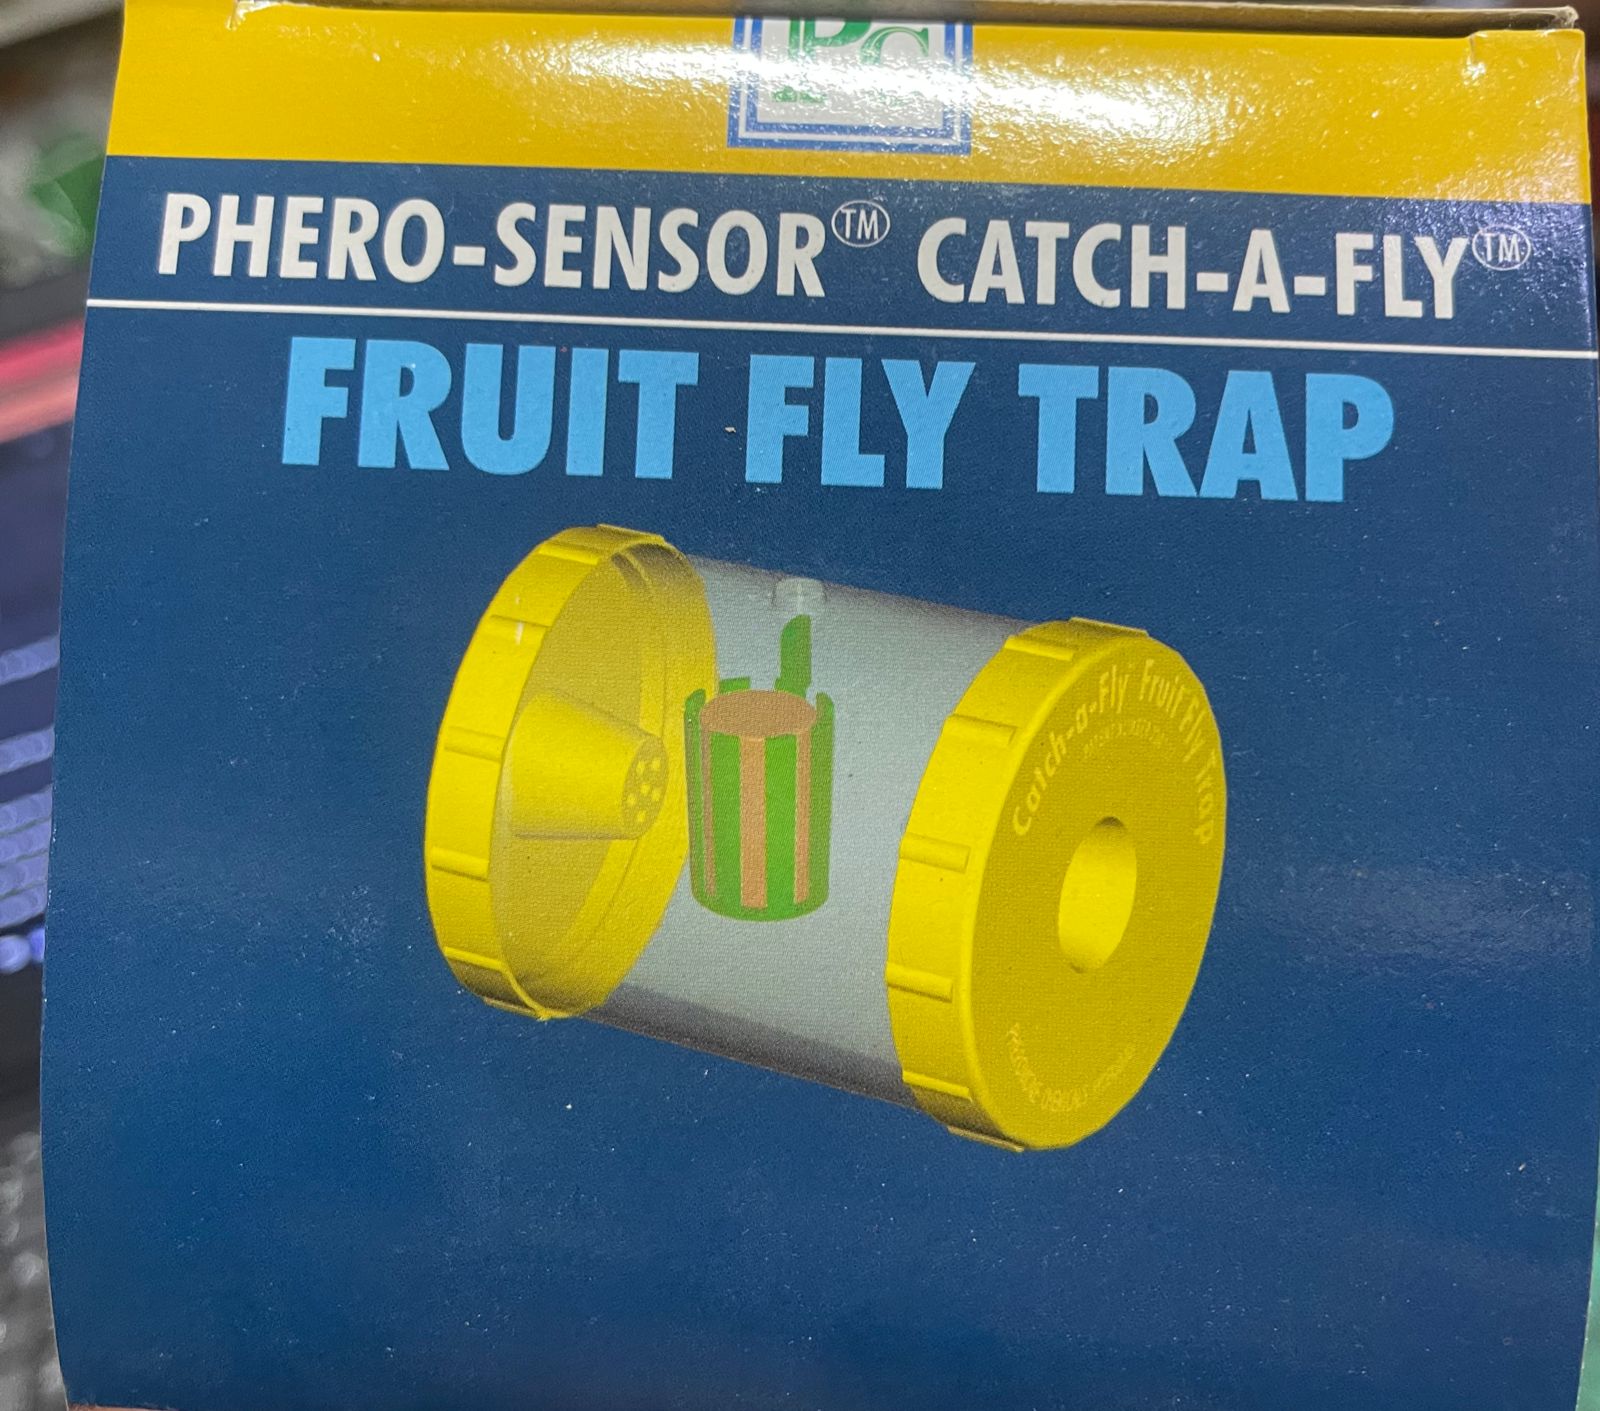 PHERO-SENSOR™ CATCH-A-FLY™
FRUIT FLY TRAP
Catch-a-Fly Fruit Fly Trap